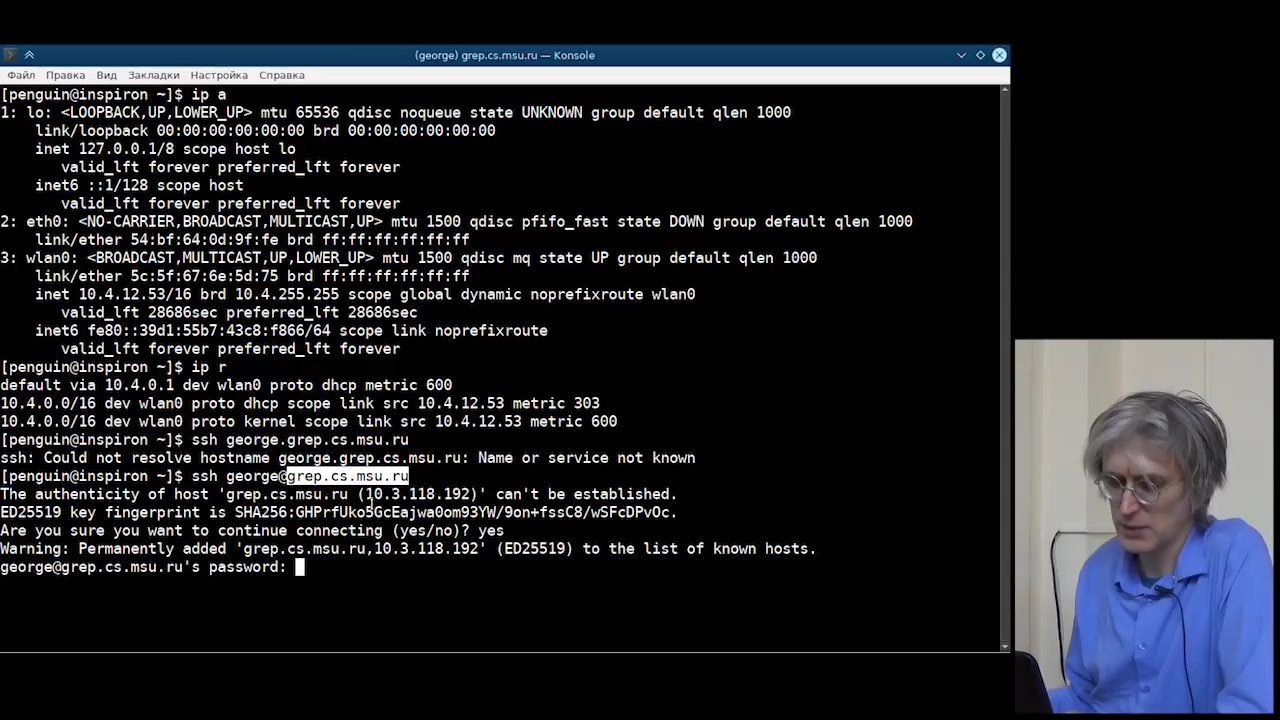 (george) grep.cs.msu.ru — Konsole
Файл Правка Вид Закладки Настройка Справка
[penguin@inspiron ~]$ ip a
1: lo: <LOOPBACK,UP,LOWER_UP> mtu 65536 qdisc noqueue state UNKNOWN group default qlen 1000
    link/loopback 00:00:00:00:00:00 brd 00:00:00:00:00:00
    inet 127.0.0.1/8 scope host lo
       valid_lft forever preferred_lft forever
    inet6 ::1/128 scope host
       valid_lft forever preferred_lft forever
2: eth0: <NO-CARRIER,BROADCAST,MULTICAST,UP> mtu 1500 qdisc pfifo_fast state DOWN group default qlen 1000
    link/ether 54:bf:64:0d:9f:fe brd ff:ff:ff:ff:ff:ff
3: wlan0: <BROADCAST,MULTICAST,UP,LOWER_UP> mtu 1500 qdisc mq state UP group default qlen 1000
    link/ether 5c:5f:67:6e:5d:75 brd ff:ff:ff:ff:ff:ff
    inet 10.4.12.53/16 brd 10.4.255.255 scope global dynamic noprefixroute wlan0
       valid_lft 28686sec preferred_lft 28686sec
    inet6 fe80::39d1:55b7:43c8:f866/64 scope link noprefixroute
       valid_lft forever preferred_lft forever
[penguin@inspiron ~]$ ip r
default via 10.4.0.1 dev wlan0 proto dhcp metric 600
10.4.0.0/16 dev wlan0 proto dhcp scope link src 10.4.12.53 metric 303
10.4.0.0/16 dev wlan0 proto kernel scope link src 10.4.12.53 metric 600
[penguin@inspiron ~]$ ssh george.grep.cs.msu.ru
ssh: Could not resolve hostname george.grep.cs.msu.ru: Name or service not known
[penguin@inspiron ~]$ ssh george@grep.cs.msu.ru
The authenticity of host 'grep.cs.msu.ru (10.3.118.192)' can't be established.
ED25519 key fingerprint is SHA256:GHPrfUko5GcEajwa0om93YW/9on+fssC8/wSFcDPvOc.
Are you sure you want to continue connecting (yes/no)? yes
Warning: Permanently added 'grep.cs.msu.ru,10.3.118.192' (ED25519) to the list of known hosts.
george@grep.cs.msu.ru's password: